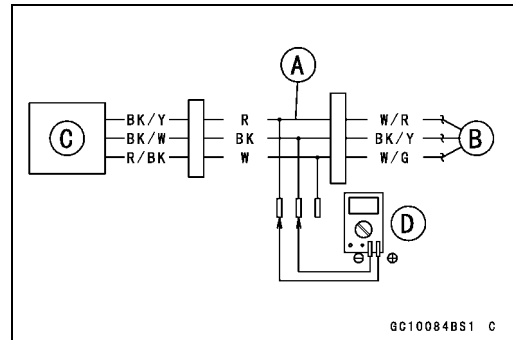 A
BK/Y R W/R
C BK/W BK BK/Y B
R/BK W W/G
D
⊖ ⊕
GC10084BS1 C